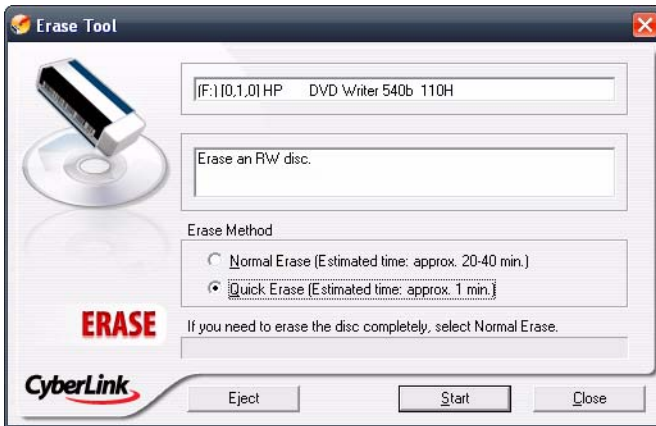 Erase Tool
(F:) [0,1,0] HP DVD Writer 540b 110H
Erase an RW disc.
Erase Method
Normal Erase (Estimated time: approx. 20-40 min.)
Quick Erase (Estimated time: approx. 1 min.)
ERASE
If you need to erase the disc completely, select Normal Erase.
CyberLink
Eject
Start
Close